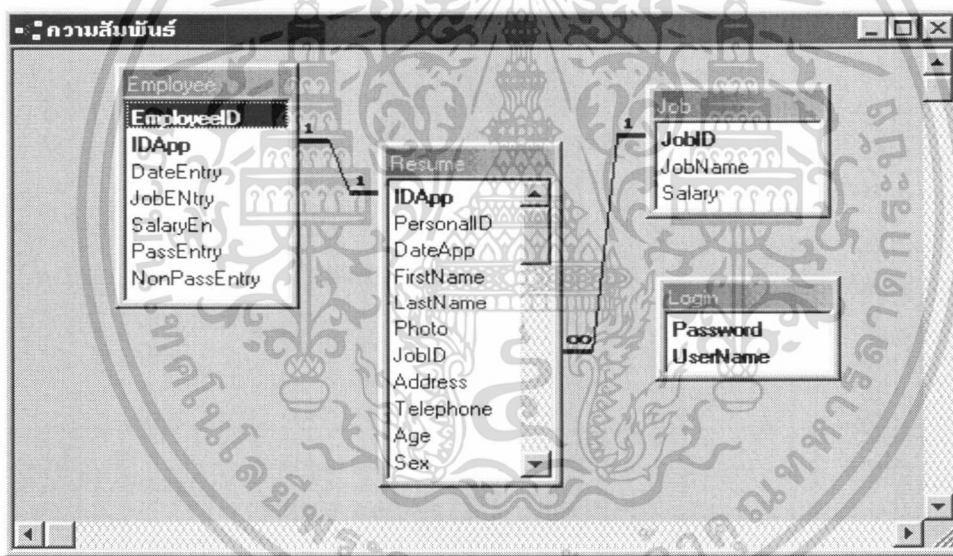 ความสัมพันธ์
Employee
EmployeeID
IDApp
DateEntry
JobENtry
SalaryEn
PassEntry
NonPassEntry
1
1
Resume
IDApp
PersonalID
DateApp
FirstName
LastName
Photo
JobID
Address
Telephone
Age
Sex
1
∞
Job
JobID
JobName
Salary
Login
Password
UserName